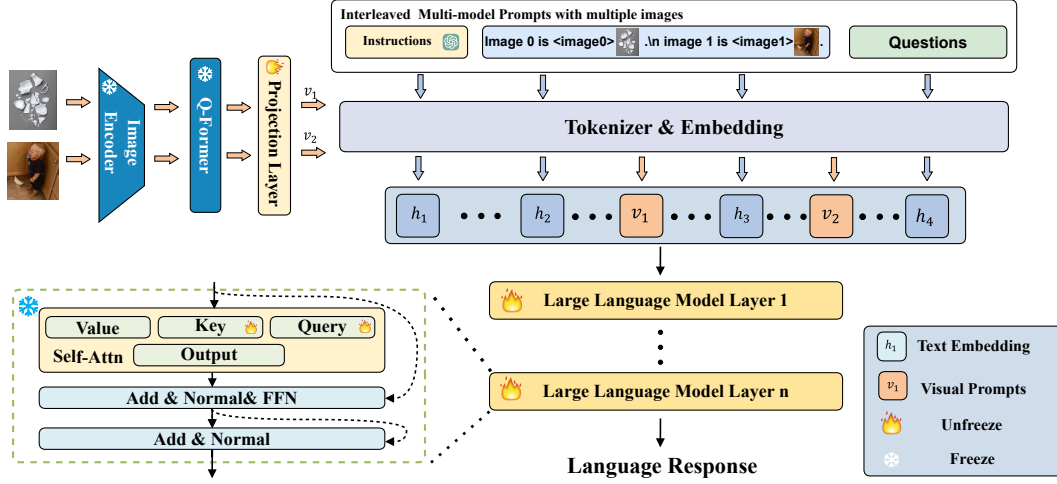 Interleaved Multi-model Prompts with multiple images
Instructions
Image 0 is <image0> .\n image 1 is <image1> .
Questions
Image Encoder
Q-Former
Projection Layer
v1
v2
Tokenizer & Embedding
h1 ... h2 ... v1 ... h3 ... v2 ... h4
Large Language Model Layer 1
Large Language Model Layer n
Language Response
Value
Key
Query
Self-Attn
Output
Add & Normal& FFN
Add & Normal
h1 Text Embedding
v1 Visual Prompts
Unfreeze
Freeze